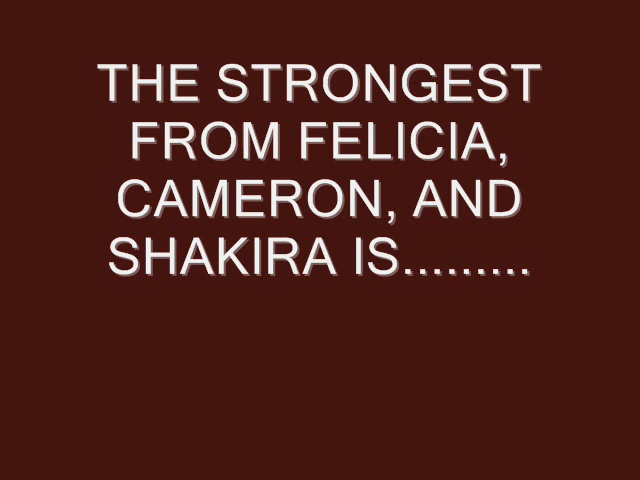 THE STRONGEST
FROM FELICIA,
CAMERON, AND
SHAKIRA IS.........